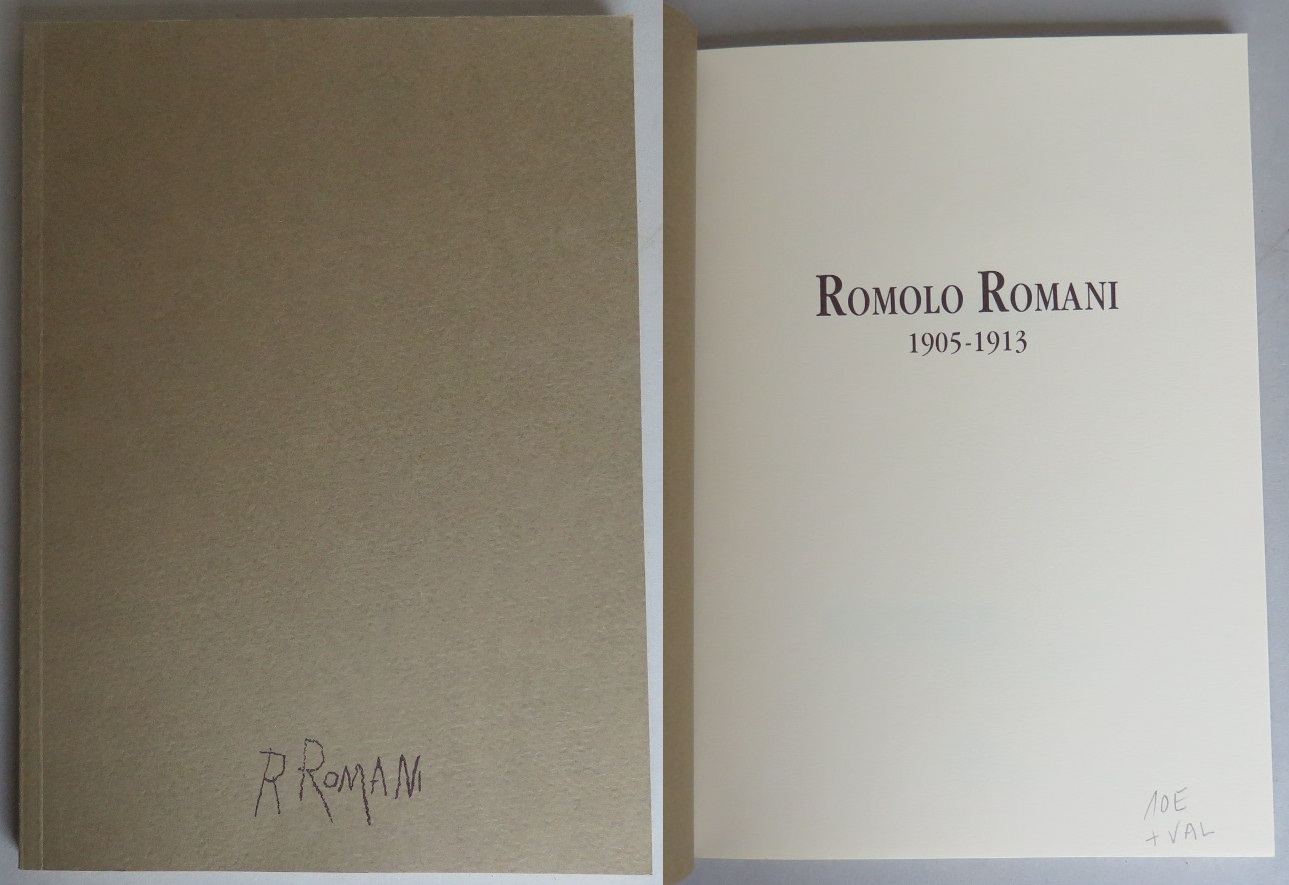 R ROMANI
ROMOLO ROMANI
1905-1913
10E
+ VAL